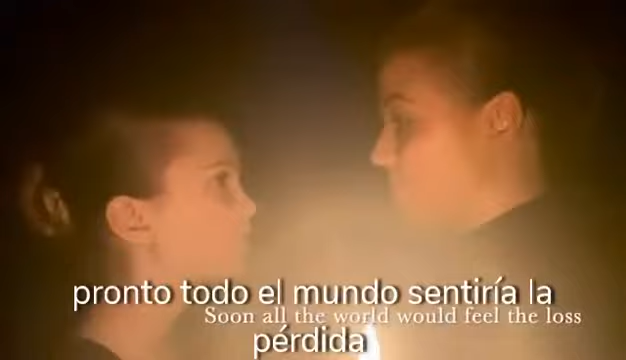 pronto todo el mundo sentiría la
Soon all the world would feel the loss
pérdida